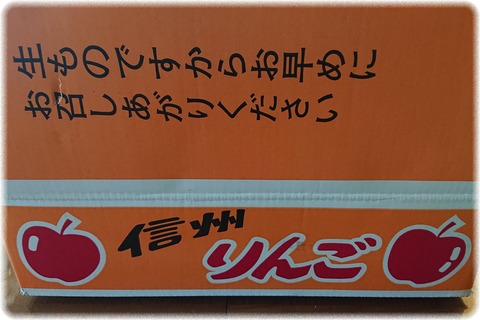 生ものですからお早めに
お召しあがりください
信州
りんご